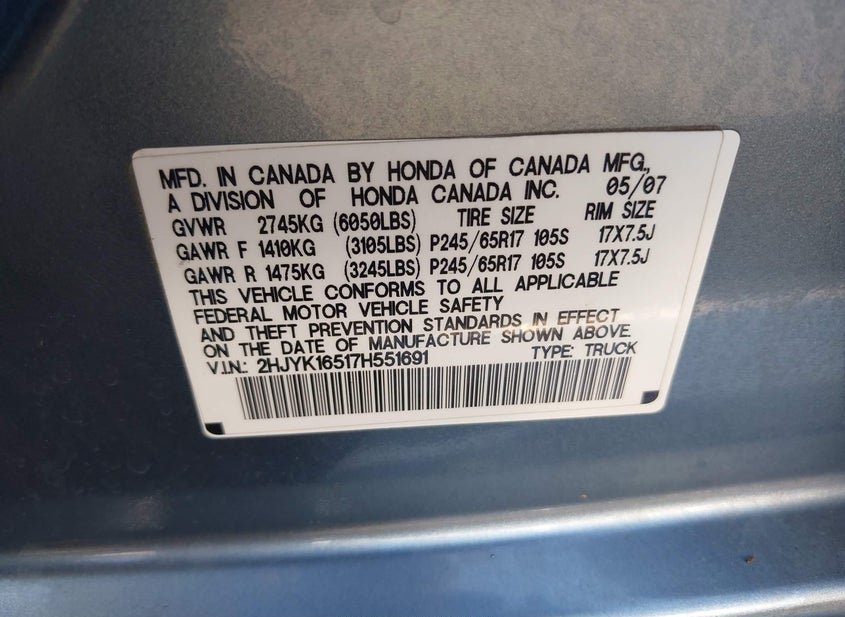 MFD. IN CANADA BY HONDA OF CANADA MFG.,
A DIVISION OF HONDA CANADA INC. 05/07
GVWR 2745KG (6050LBS) TIRE SIZE RIM SIZE
GAWR F 1410KG (3105LBS) P245/65R17 105S 17X7.5J
GAWR R 1475KG (3245LBS) P245/65R17 105S 17X7.5J
THIS VEHICLE CONFORMS TO ALL APPLICABLE
FEDERAL MOTOR VEHICLE SAFETY
AND THEFT PREVENTION STANDARDS IN EFFECT
ON THE DATE OF MANUFACTURE SHOWN ABOVE.
V.I.N.: 2HJYK16517H551691 TYPE: TRUCK